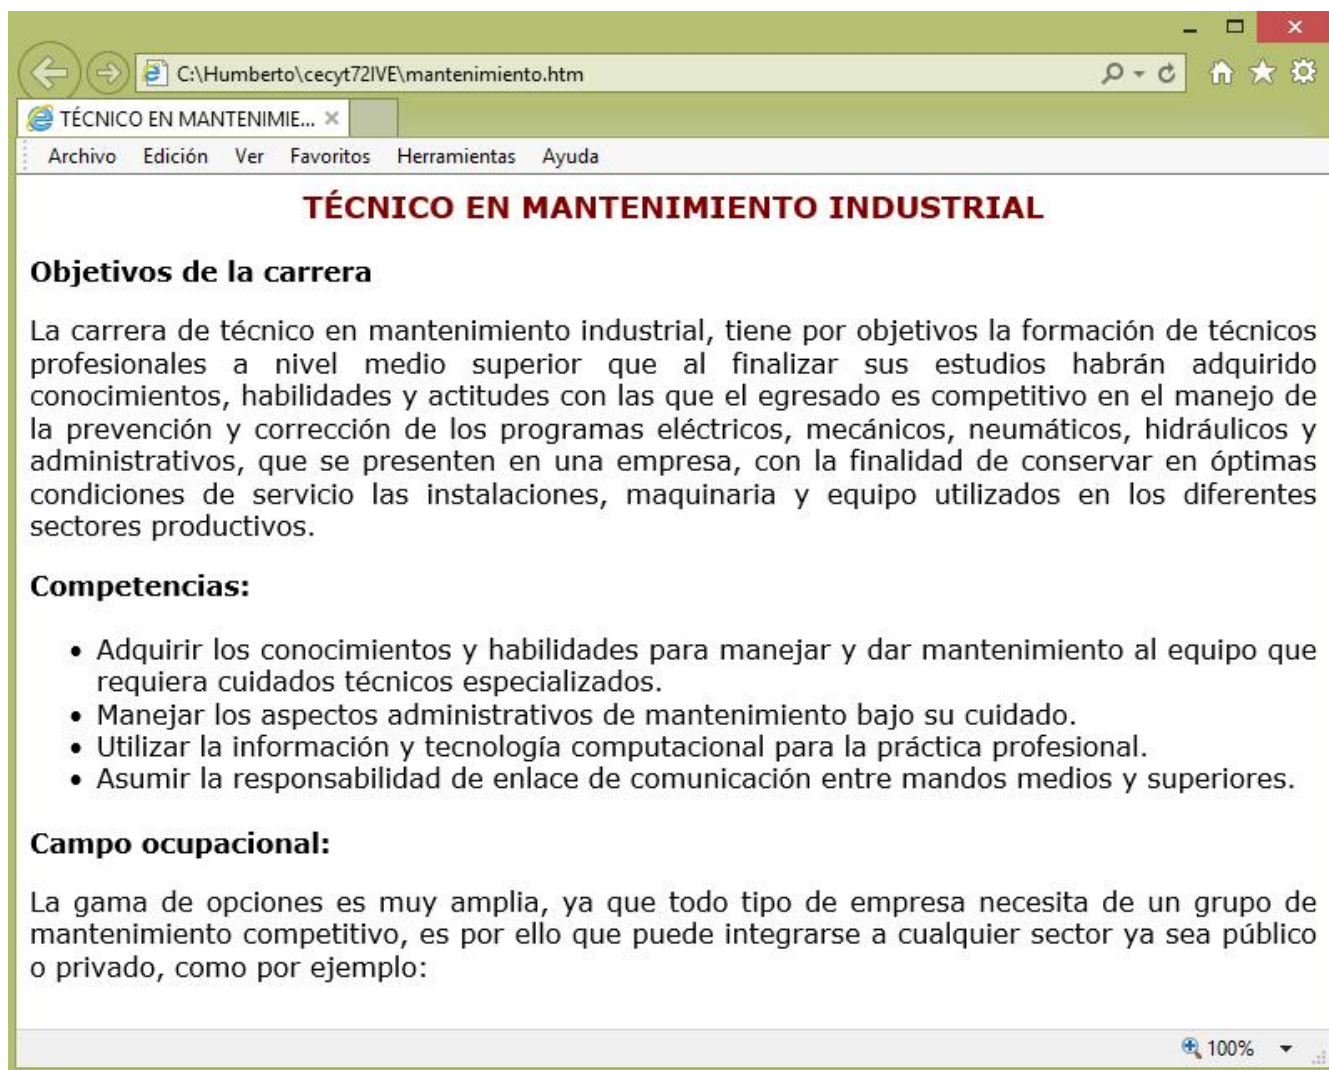 C:\Humberto\cecyt72IVE\mantenimiento.htm
TÉCNICO EN MANTENIMIE...
Archivo Edición Ver Favoritos Herramientas Ayuda
TÉCNICO EN MANTENIMIENTO INDUSTRIAL
Objetivos de la carrera
La carrera de técnico en mantenimiento industrial, tiene por objetivos la formación de técnicos
profesionales a nivel medio superior que al finalizar sus estudios habrán adquirido
conocimientos, habilidades y actitudes con las que el egresado es competitivo en el manejo de
la prevención y corrección de los programas eléctricos, mecánicos, neumáticos, hidráulicos y
administrativos, que se presenten en una empresa, con la finalidad de conservar en óptimas
condiciones de servicio las instalaciones, maquinaria y equipo utilizados en los diferentes
sectores productivos.
Competencias:
• Adquirir los conocimientos y habilidades para manejar y dar mantenimiento al equipo que
requiera cuidados técnicos especializados.
• Manejar los aspectos administrativos de mantenimiento bajo su cuidado.
• Utilizar la información y tecnología computacional para la práctica profesional.
• Asumir la responsabilidad de enlace de comunicación entre mandos medios y superiores.
Campo ocupacional:
La gama de opciones es muy amplia, ya que todo tipo de empresa necesita de un grupo de
mantenimiento competitivo, es por ello que puede integrarse a cualquier sector ya sea público
o privado, como por ejemplo:
100%